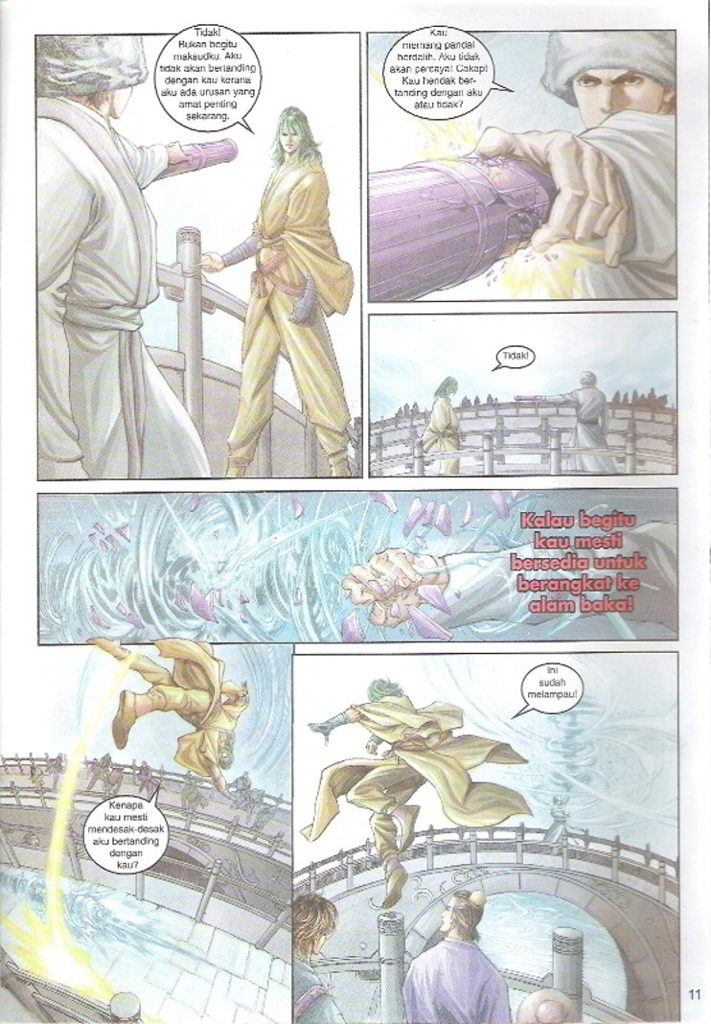 Tidak!
Bukan begitu
maksudku. Aku
tidak akan bertanding
dengan kau kerana
aku ada urusan yang
amat penting
sekarang.
Kau
memang pandai
berdalih. Aku tidak
akan percaya! Cakap!
Kau hendak ber-
tanding dengan aku
atau tidak?
Tidak!
Kalau begitu
kau mesti
bersedia untuk
berangkat ke
alam baka!
Kenapa
kau mesti
mendesak-desak
aku bertanding
dengan
kau?
Ini
sudah
melampau!
11